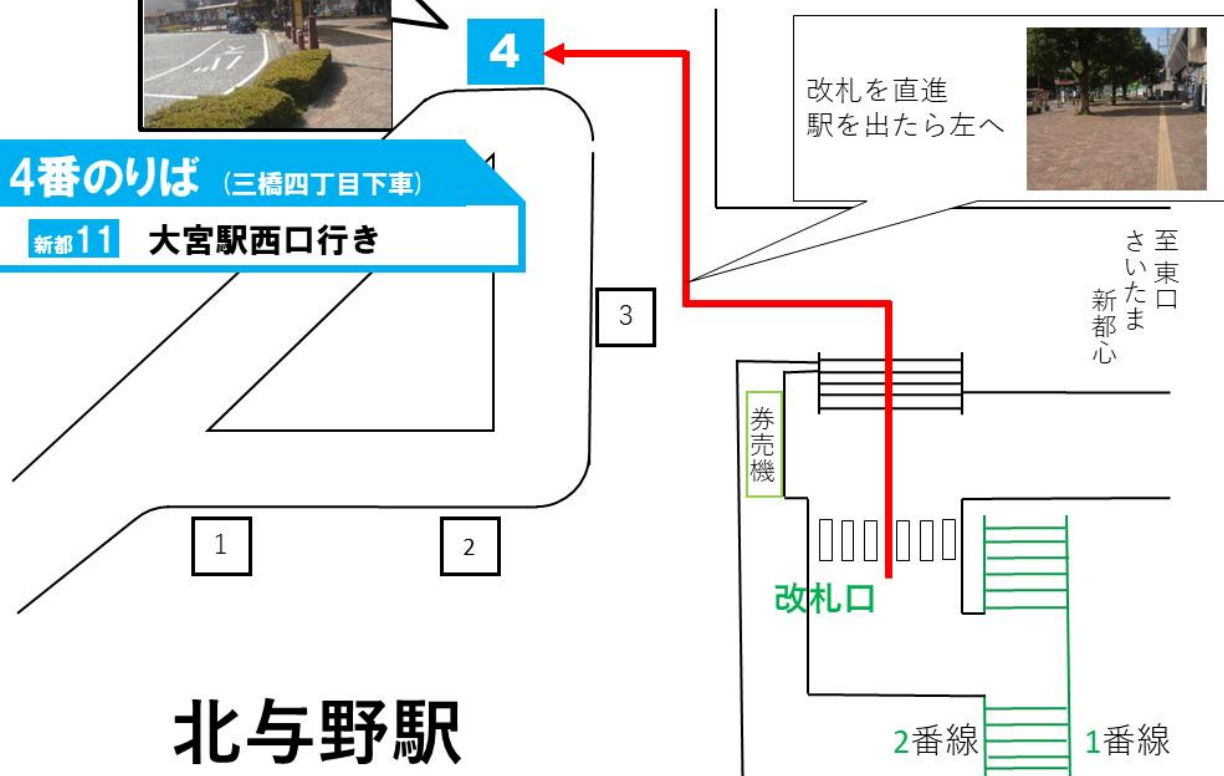 4
改札を直進
駅を出たら左へ
4番のりば (三橋四丁目下車)
新都11 大宮駅西口行き
至 東口
さいたま
新都心
3
券売機
1
2
改札口
北与野駅
2番線
1番線